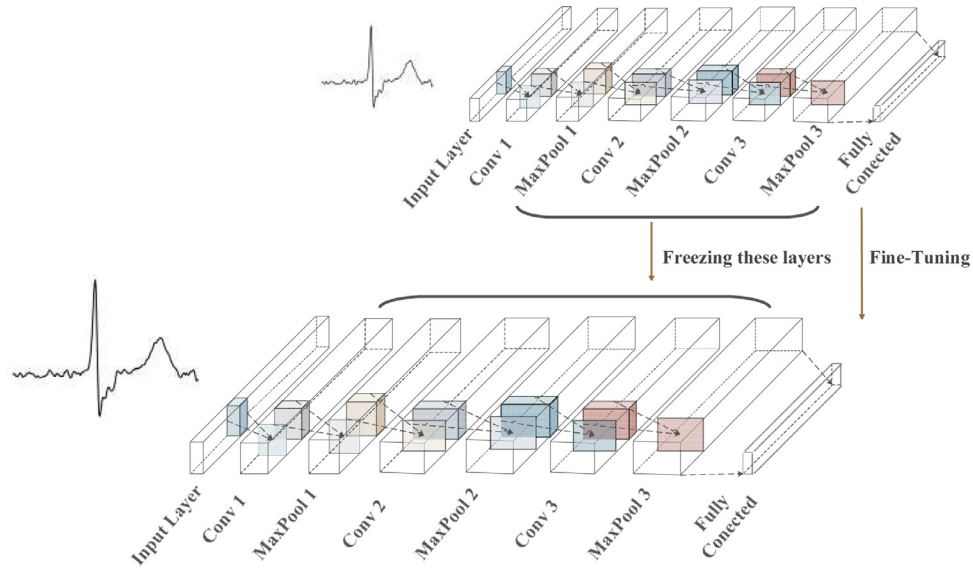 Input Layer
Conv 1
MaxPool 1
Conv 2
MaxPool 2
Conv 3
MaxPool 3
Fully
Conected
Freezing these layers
Fine-Tuning
Input Layer
Conv 1
MaxPool 1
Conv 2
MaxPool 2
Conv 3
MaxPool 3
Fully
Conected